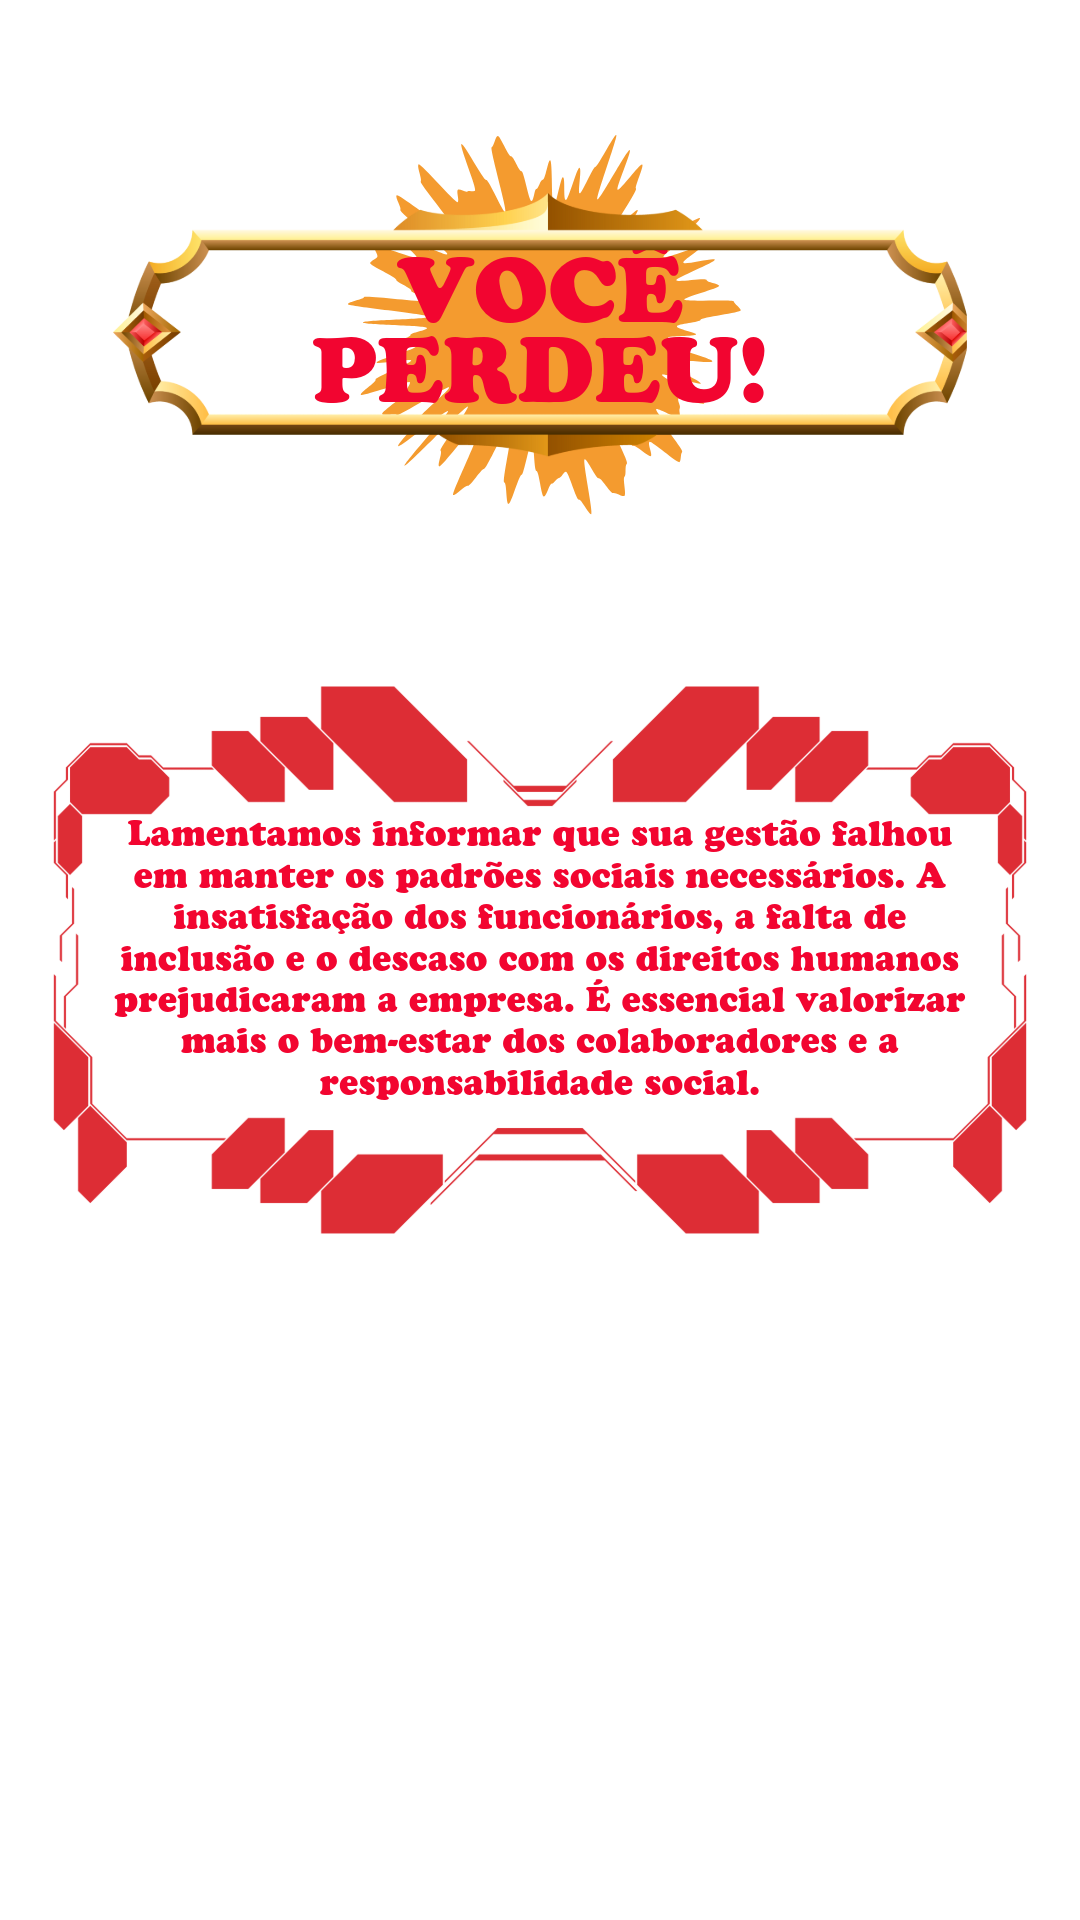 VOCÊ
PERDEU!
Lamentamos informar que sua gestão falhou
em manter os padrões sociais necessários. A
insatisfação dos funcionários, a falta de
inclusão e o descaso com os direitos humanos
prejudicaram a empresa. É essencial valorizar
mais o bem-estar dos colaboradores e a
responsabilidade social.